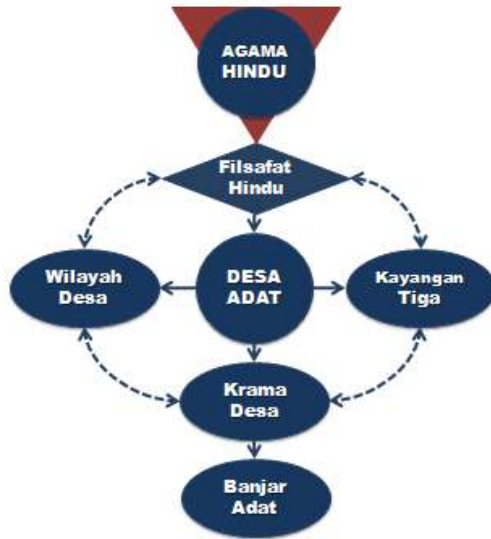 AGAMA
HINDU
Filsafat
Hindu
Wilayah
Desa
DESA
ADAT
Kayangan
Tiga
Krama
Desa
Banjar
Adat